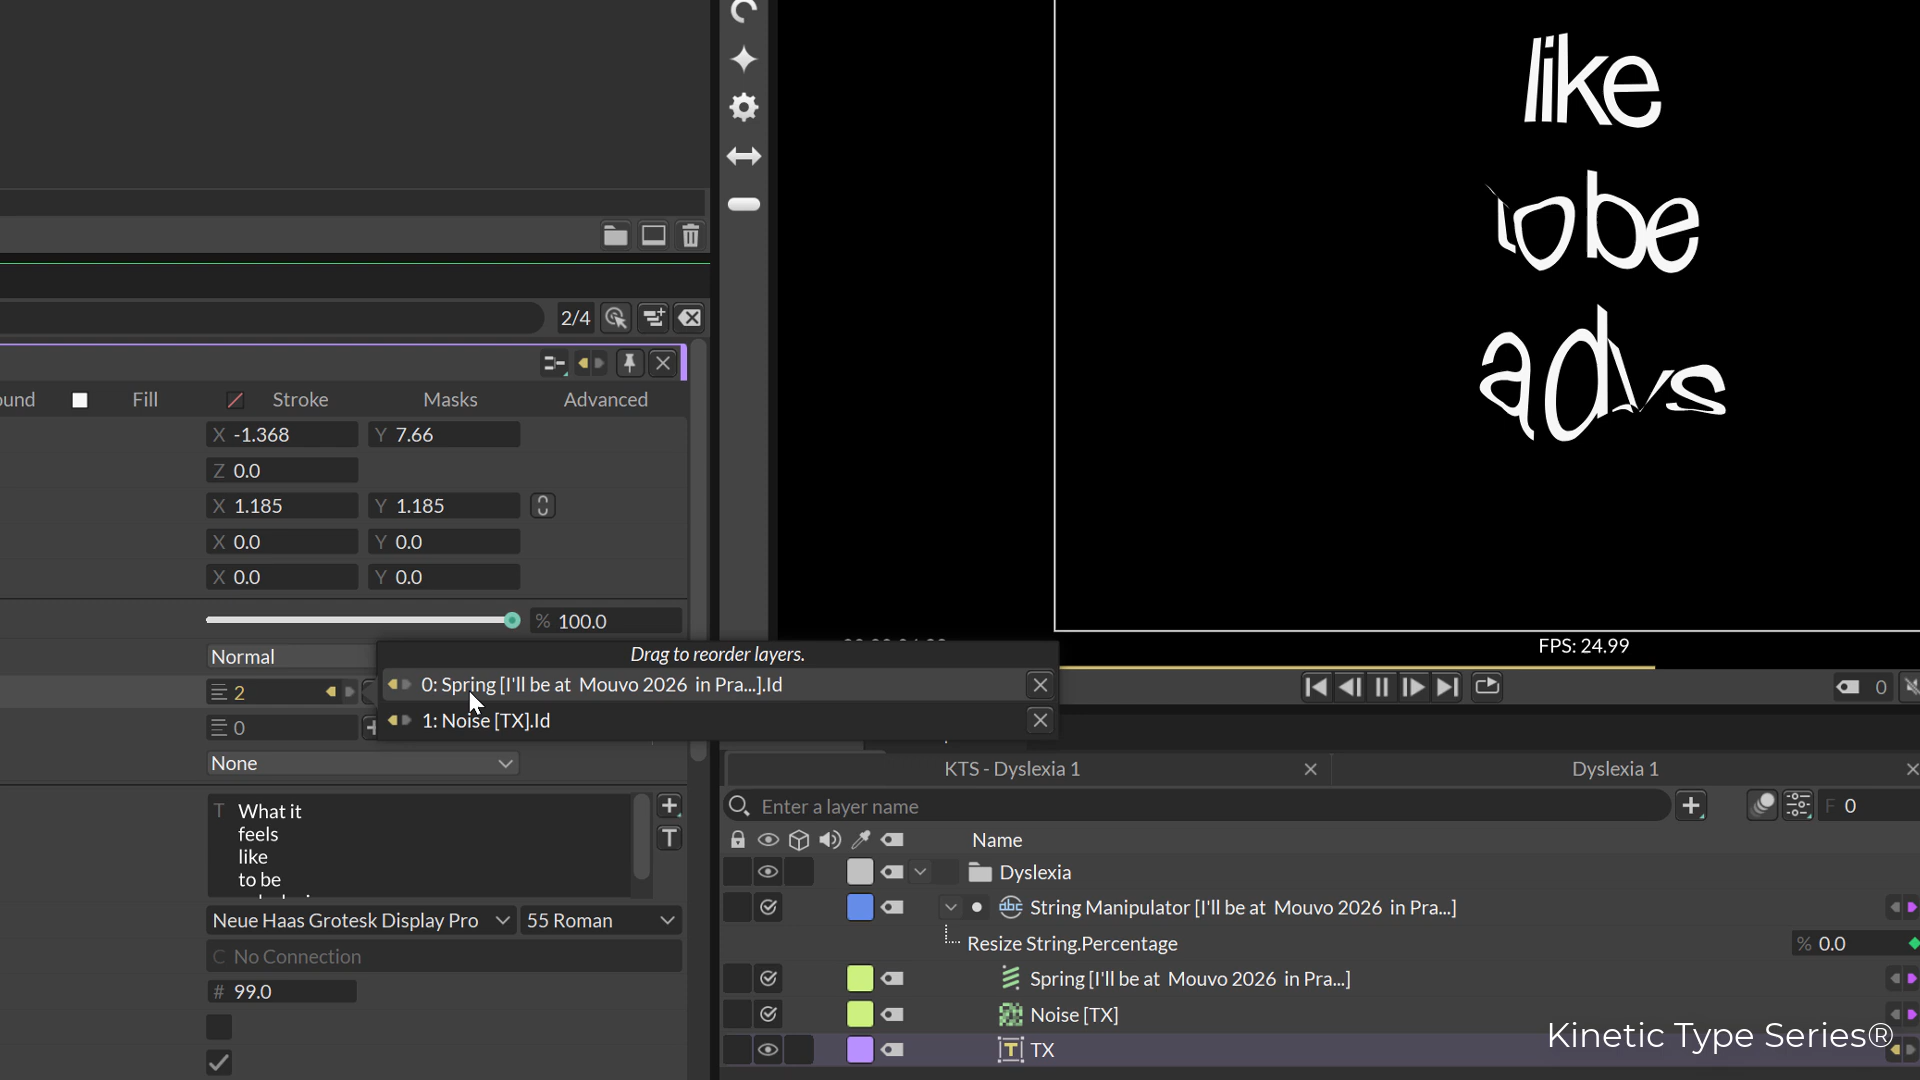 like
to be
advs
2/4
Fill
Stroke
Masks
Advanced
X -1.368
Y 7.66
Z 0.0
X 1.185
Y 1.185
X 0.0
Y 0.0
X 0.0
Y 0.0
% 100.0
Normal
2
0
None
Drag to reorder layers.
0: Spring [I'll be at Mouvo 2026 in Pra...].Id
1: Noise [TX].Id
T What it
feels
like
to be
T
Neue Haas Grotesk Display Pro
55 Roman
C No Connection
# 99.0
FPS: 24.99
0
KTS - Dyslexia 1
Dyslexia 1
Enter a layer name
F 0
Name
Dyslexia
String Manipulator [I'll be at Mouvo 2026 in Pra...]
Resize String.Percentage
% 0.0
Spring [I'll be at Mouvo 2026 in Pra...]
Noise [TX]
TX
Kinetic Type Series®